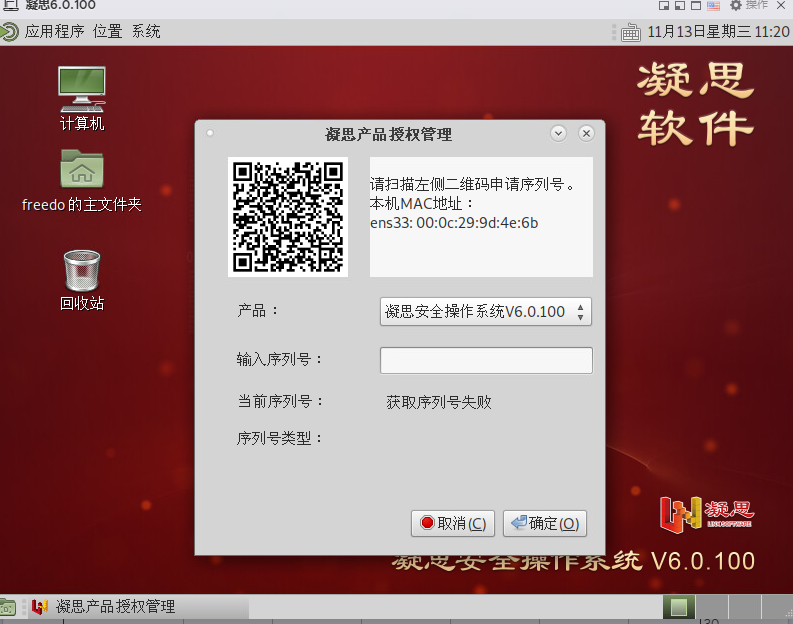 凝思6.0.100
操作
应用程序 位置 系统
11月13日星期三 11:20
凝思
软件
计算机
freedo 的主文件夹
回收站
凝思产品授权管理
请扫描左侧二维码申请序列号。
本机MAC地址：
ens33: 00:0c:29:9d:4e:6b
产品：
凝思安全操作系统V6.0.100
输入序列号：
当前序列号：
获取序列号失败
序列号类型：
取消(C)
确定(O)
凝思
LINX SOFTWARE
凝思安全操作系统 V6.0.100
凝思产品授权管理
30